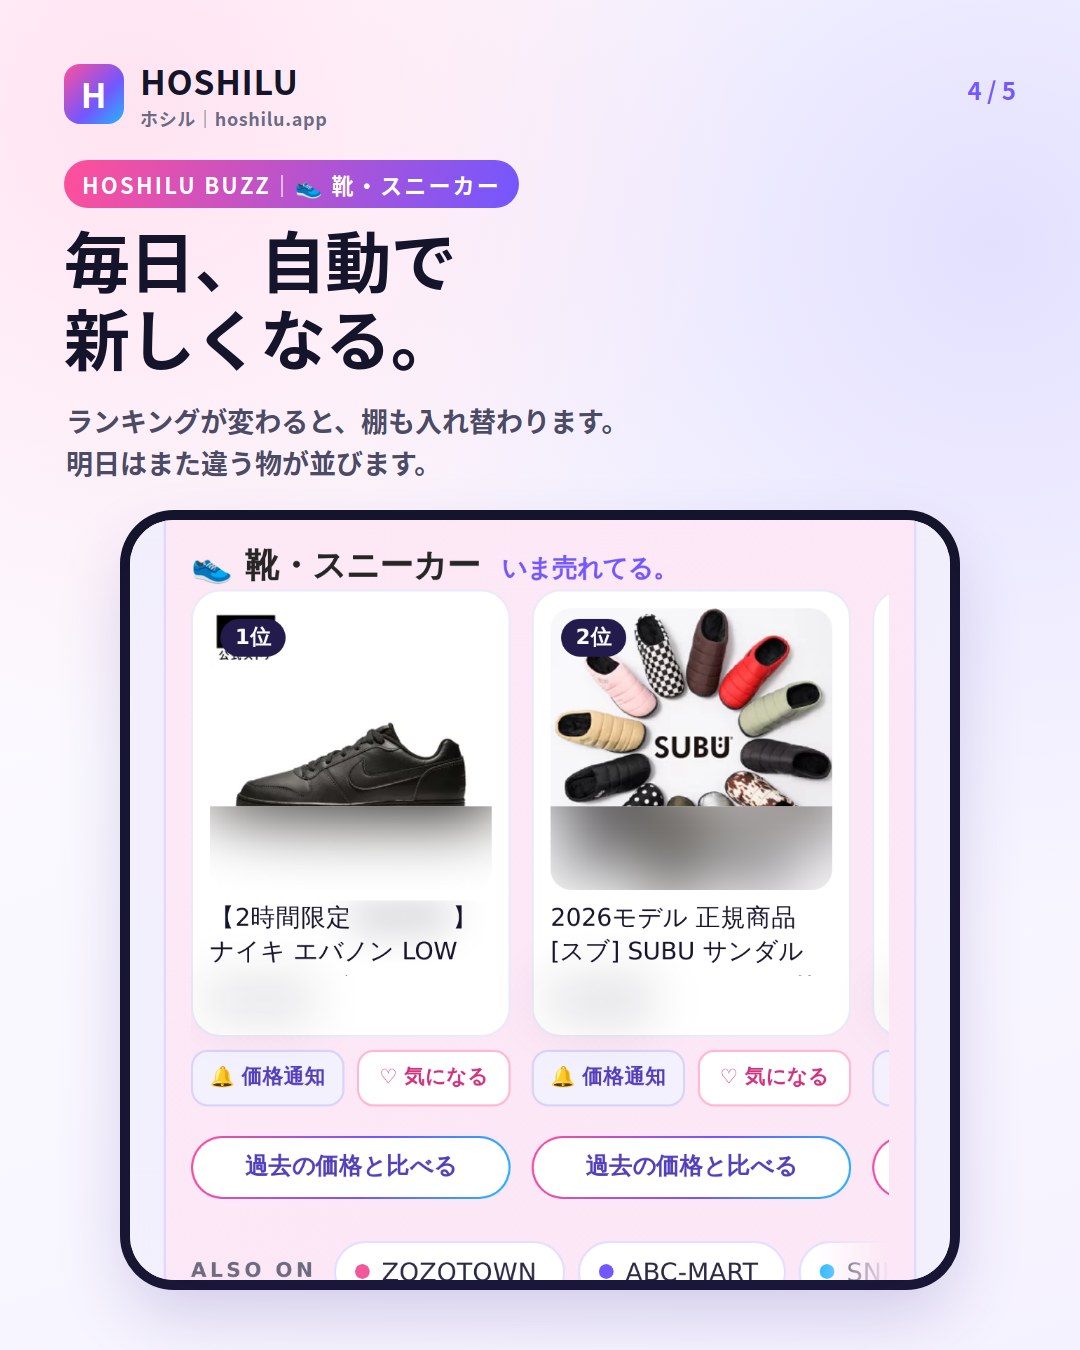 H
HOSHILU
ホシル｜hoshilu.app
4 / 5
HOSHILU BUZZ｜👟 靴・スニーカー
毎日、自動で
新しくなる。
ランキングが変わると、棚も入れ替わります。
明日はまた違う物が並びます。
👟 靴・スニーカー いま売れてる。
1位
2位
SUBU
【2時間限定 】
ナイキ エバノン LOW
2026モデル 正規商品
[スブ] SUBU サンダル
🔔 価格通知 ♡ 気になる
🔔 価格通知 ♡ 気になる
過去の価格と比べる
過去の価格と比べる
ALSO ON
ZOZOTOWN
ABC-MART